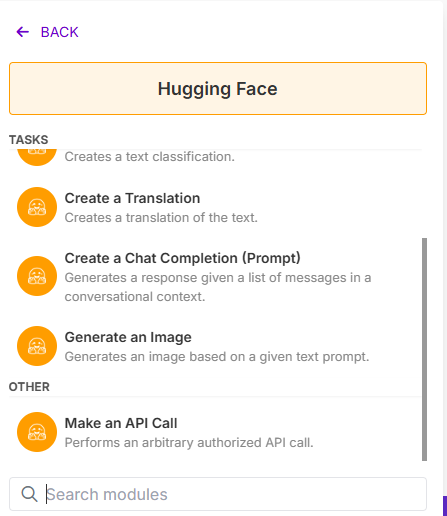 BACK
Hugging Face
TASKS
Creates a text classification.
Create a Translation
Creates a translation of the text.
Create a Chat Completion (Prompt)
Generates a response given a list of messages in a
conversational context.
Generate an Image
Generates an image based on a given text prompt.
OTHER
Make an API Call
Performs an arbitrary authorized API call.
Search modules